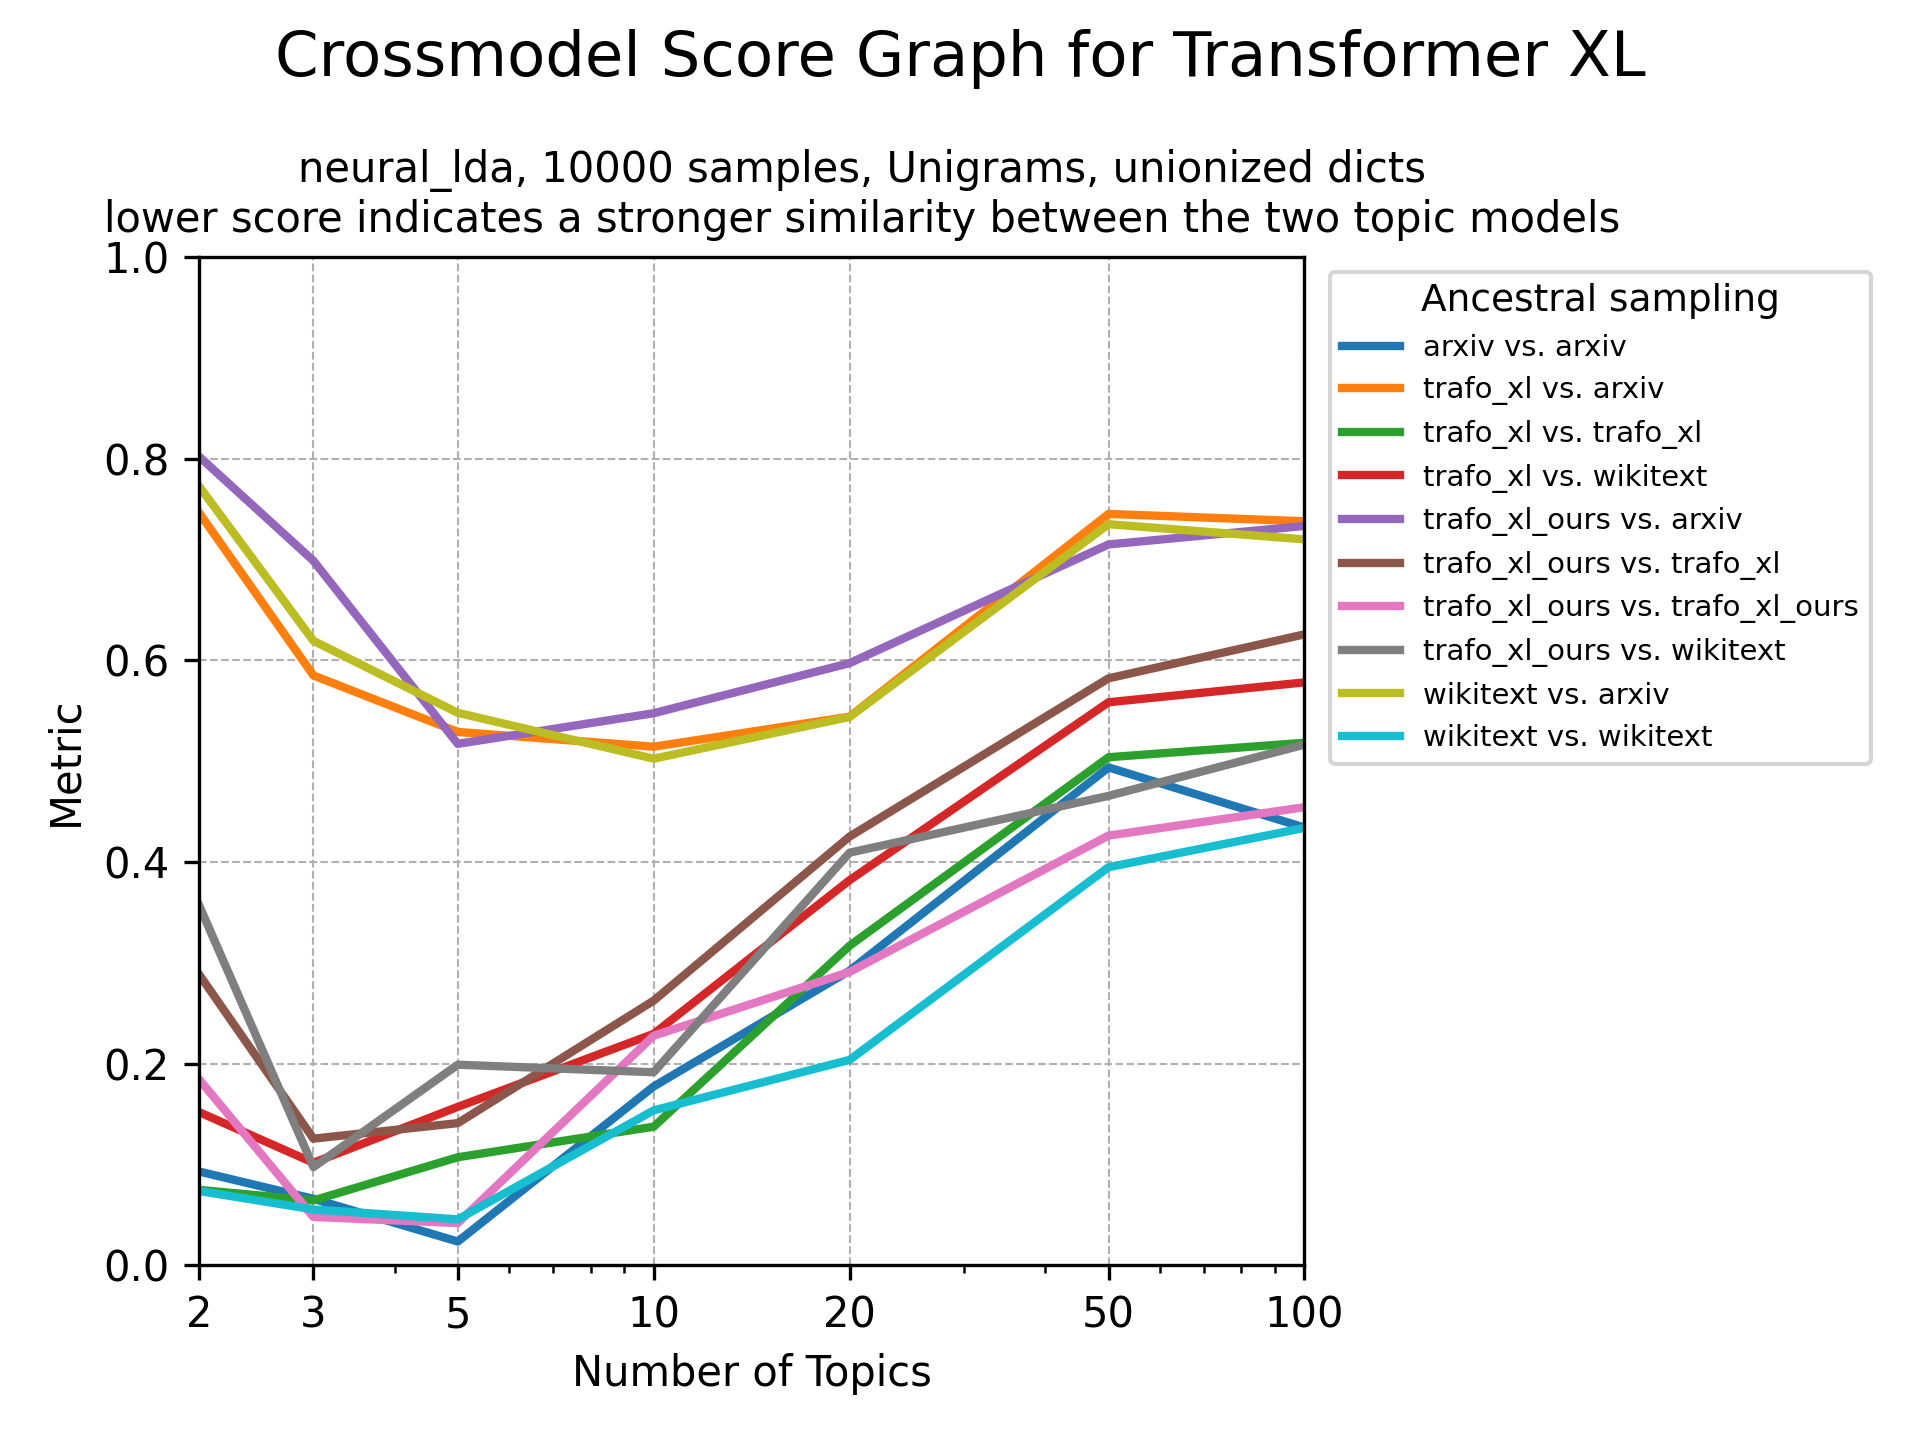 Crossmodel Score Graph for Transformer XL
neural_lda, 10000 samples, Unigrams, unionized dicts
lower score indicates a stronger similarity between the two topic models
1.0
0.8
0.6
0.4
0.2
0.0
Metric
2 3 5 10 20 50 100
Number of Topics
Ancestral sampling
arxiv vs. arxiv
trafo_xl vs. arxiv
trafo_xl vs. trafo_xl
trafo_xl vs. wikitext
trafo_xl_ours vs. arxiv
trafo_xl_ours vs. trafo_xl
trafo_xl_ours vs. trafo_xl_ours
trafo_xl_ours vs. wikitext
wikitext vs. arxiv
wikitext vs. wikitext